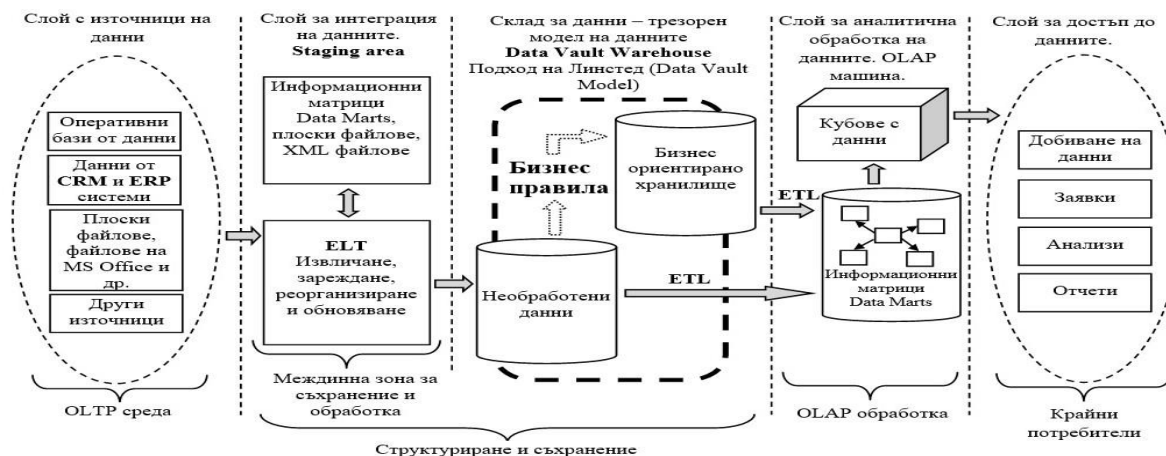 Слой с източници на
данни
Оперативни
бази от данни
Данни от
CRM и ERP
системи
Плоски
файлове,
файлове на
MS Office и
др.
Други
източници
OLTP среда
Слой за интеграция
на данните.
Staging area
Информационни
матрици
Data Marts,
плоски файлове,
XML файлове
ELT
Извличане,
зареждане,
реорганизиране
и обновяване
Междинна зона за
съхранение и
обработка
Склад за данни – трезорен
модел на данните
Data Vault Warehouse
Подход на Линстед (Data Vault
Model)
Бизнес
правила
Бизнес
ориентирано
хранилище
Необработени
данни
ETL
ETL
Структуриране и съхранение
Слой за аналитична
обработка на
данните. OLAP
машина.
Кубове с
данни
Информационни
матрици
Data Marts
OLAP обработка
Слой за достъп до
данните.
Добиване на
данни
Заявки
Анализи
Отчети
Крайни
потребители